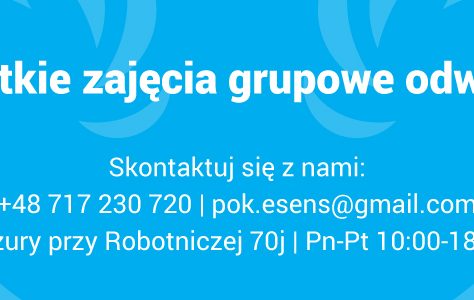 tkie zajęcia grupowe odw
Skontaktuj się z nami:
+48 717 230 720 | pok.esens@gmail.com
zury przy Robotniczej 70j | Pn-Pt 10:00-18